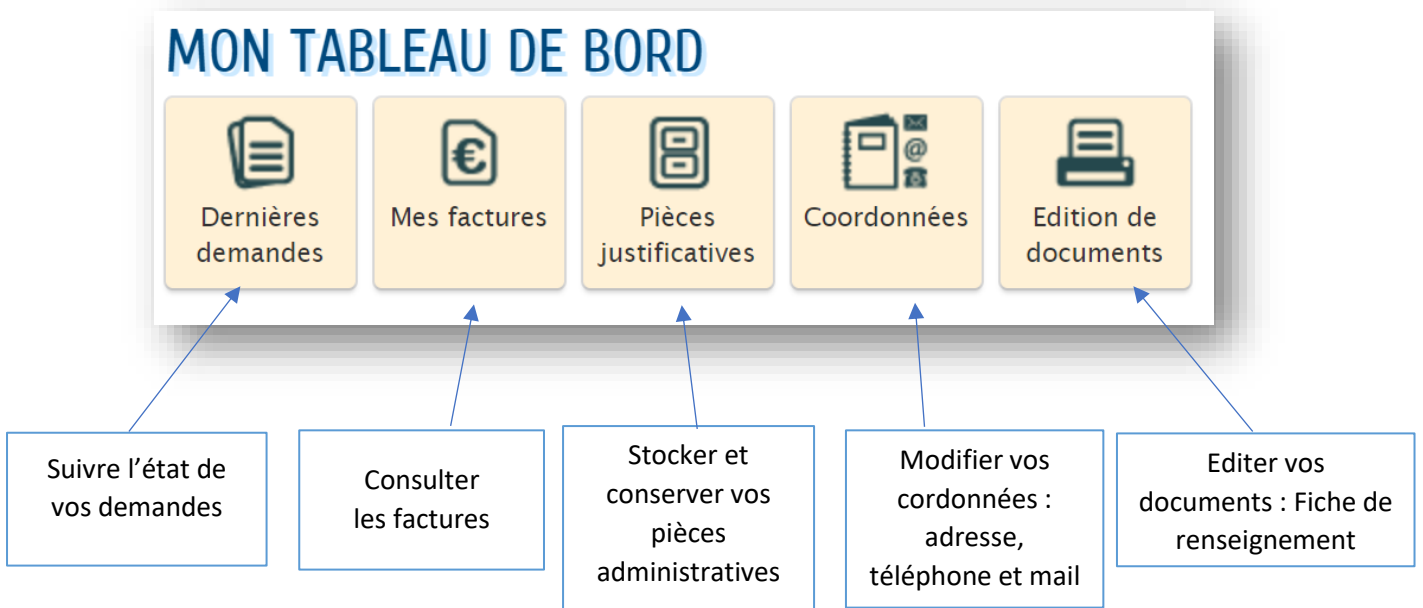 MON TABLEAU DE BORD
Dernières
demandes
Mes factures
Pièces
justificatives
Coordonnées
@
Edition de
documents
€
Suivre l’état de
vos demandes
Consulter
les factures
Stocker et
conserver vos
pièces
administratives
Modifier vos
cordonnées :
adresse,
téléphone et mail
Editer vos
documents : Fiche de
renseignement